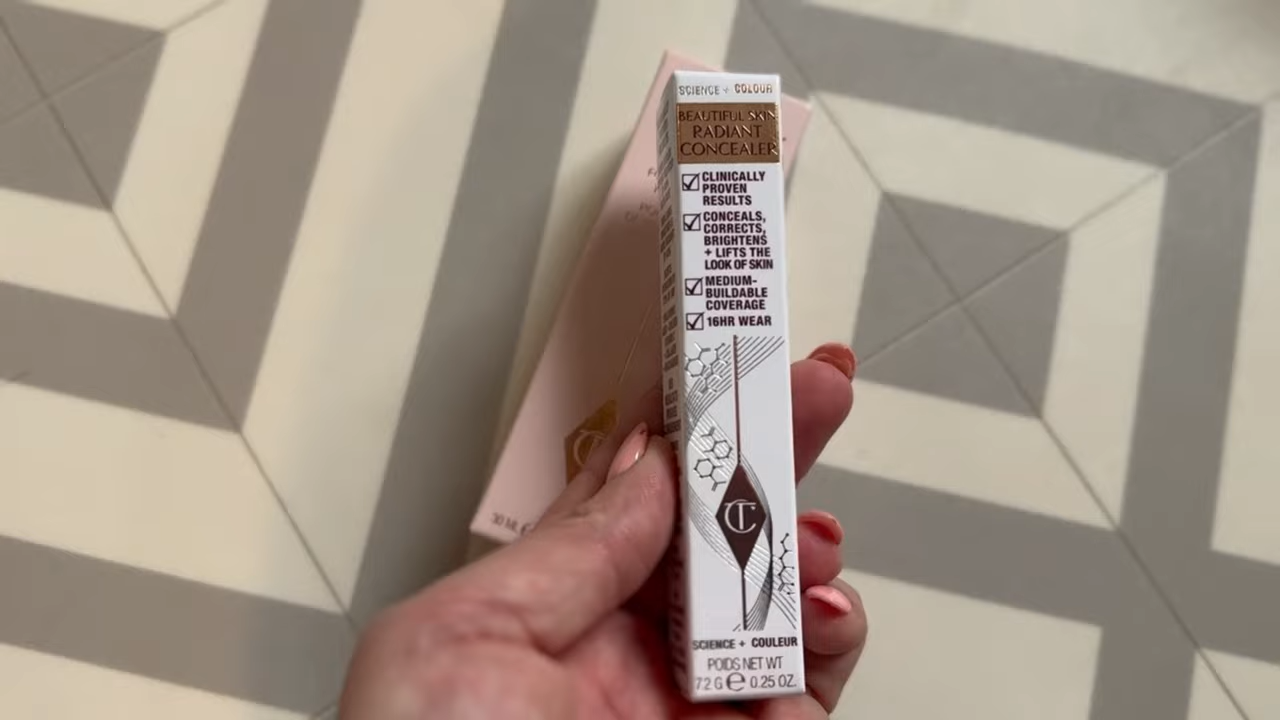 SCIENCE + COLOUR
BEAUTIFUL SKIN
RADIANT
CONCEALER
CLINICALLY
PROVEN
RESULTS
CONCEALS,
CORRECTS,
BRIGHTENS
+ LIFTS THE
LOOK OF SKIN
MEDIUM-
BUILDABLE
COVERAGE
16HR WEAR
CT
SCIENCE + COULEUR
POIDS NET WT
7.2 G e 0.25 OZ.